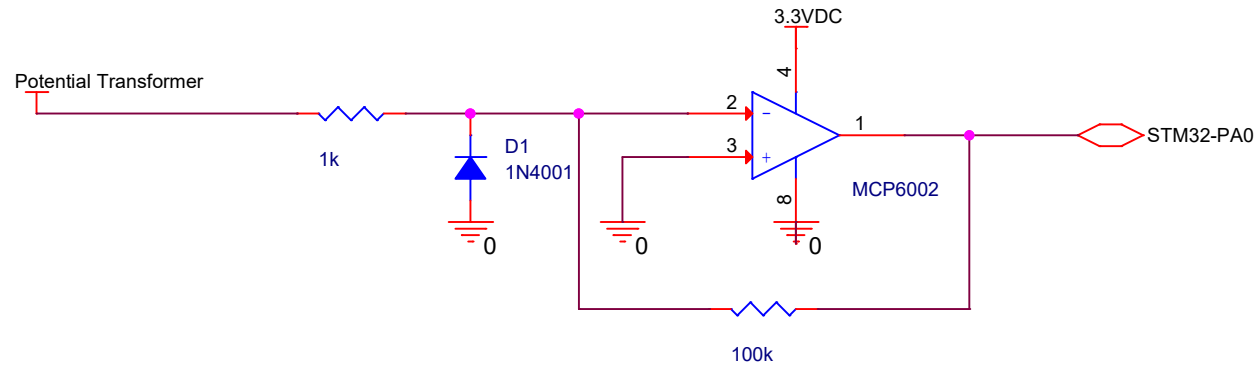 3.3VDC
Potential Transformer
4
2
1
STM32-PA0
D1
1N4001
3
1k
MCP6002
8
0
0
0
100k